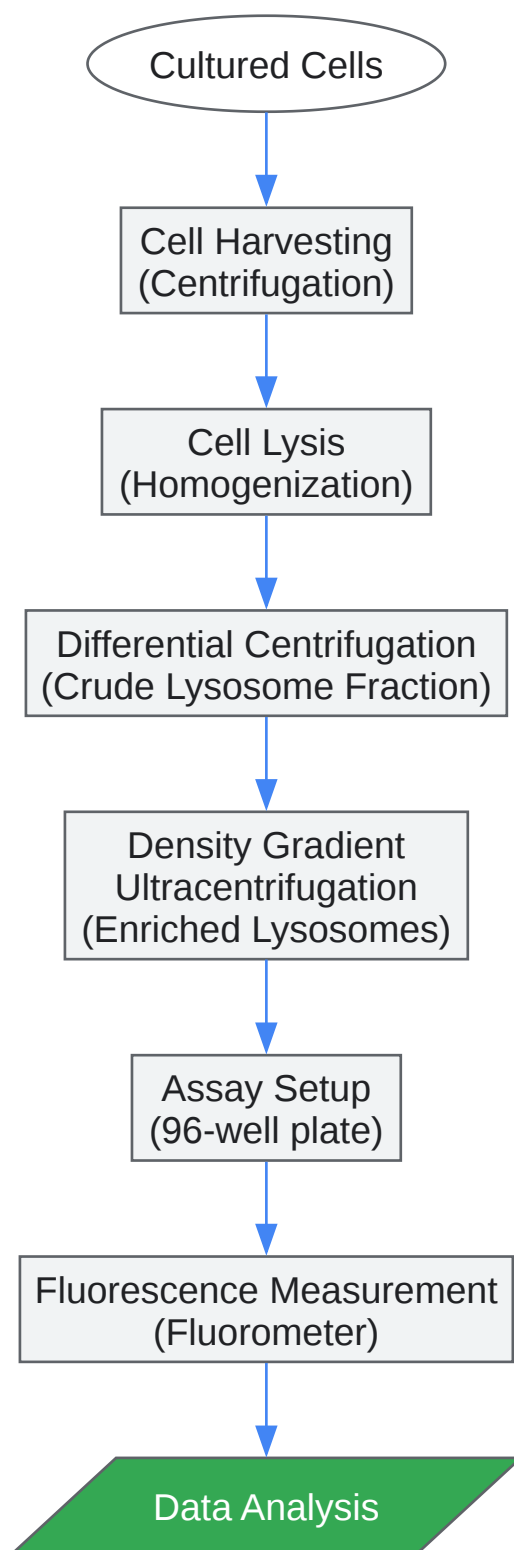 Cultured Cells
Cell Harvesting
(Centrifugation)
Cell Lysis
(Homogenization)
Differential Centrifugation
(Crude Lysosome Fraction)
Density Gradient
Ultracentrifugation
(Enriched Lysosomes)
Assay Setup
(96-well plate)
Fluorescence Measurement
(Fluorometer)
Data Analysis